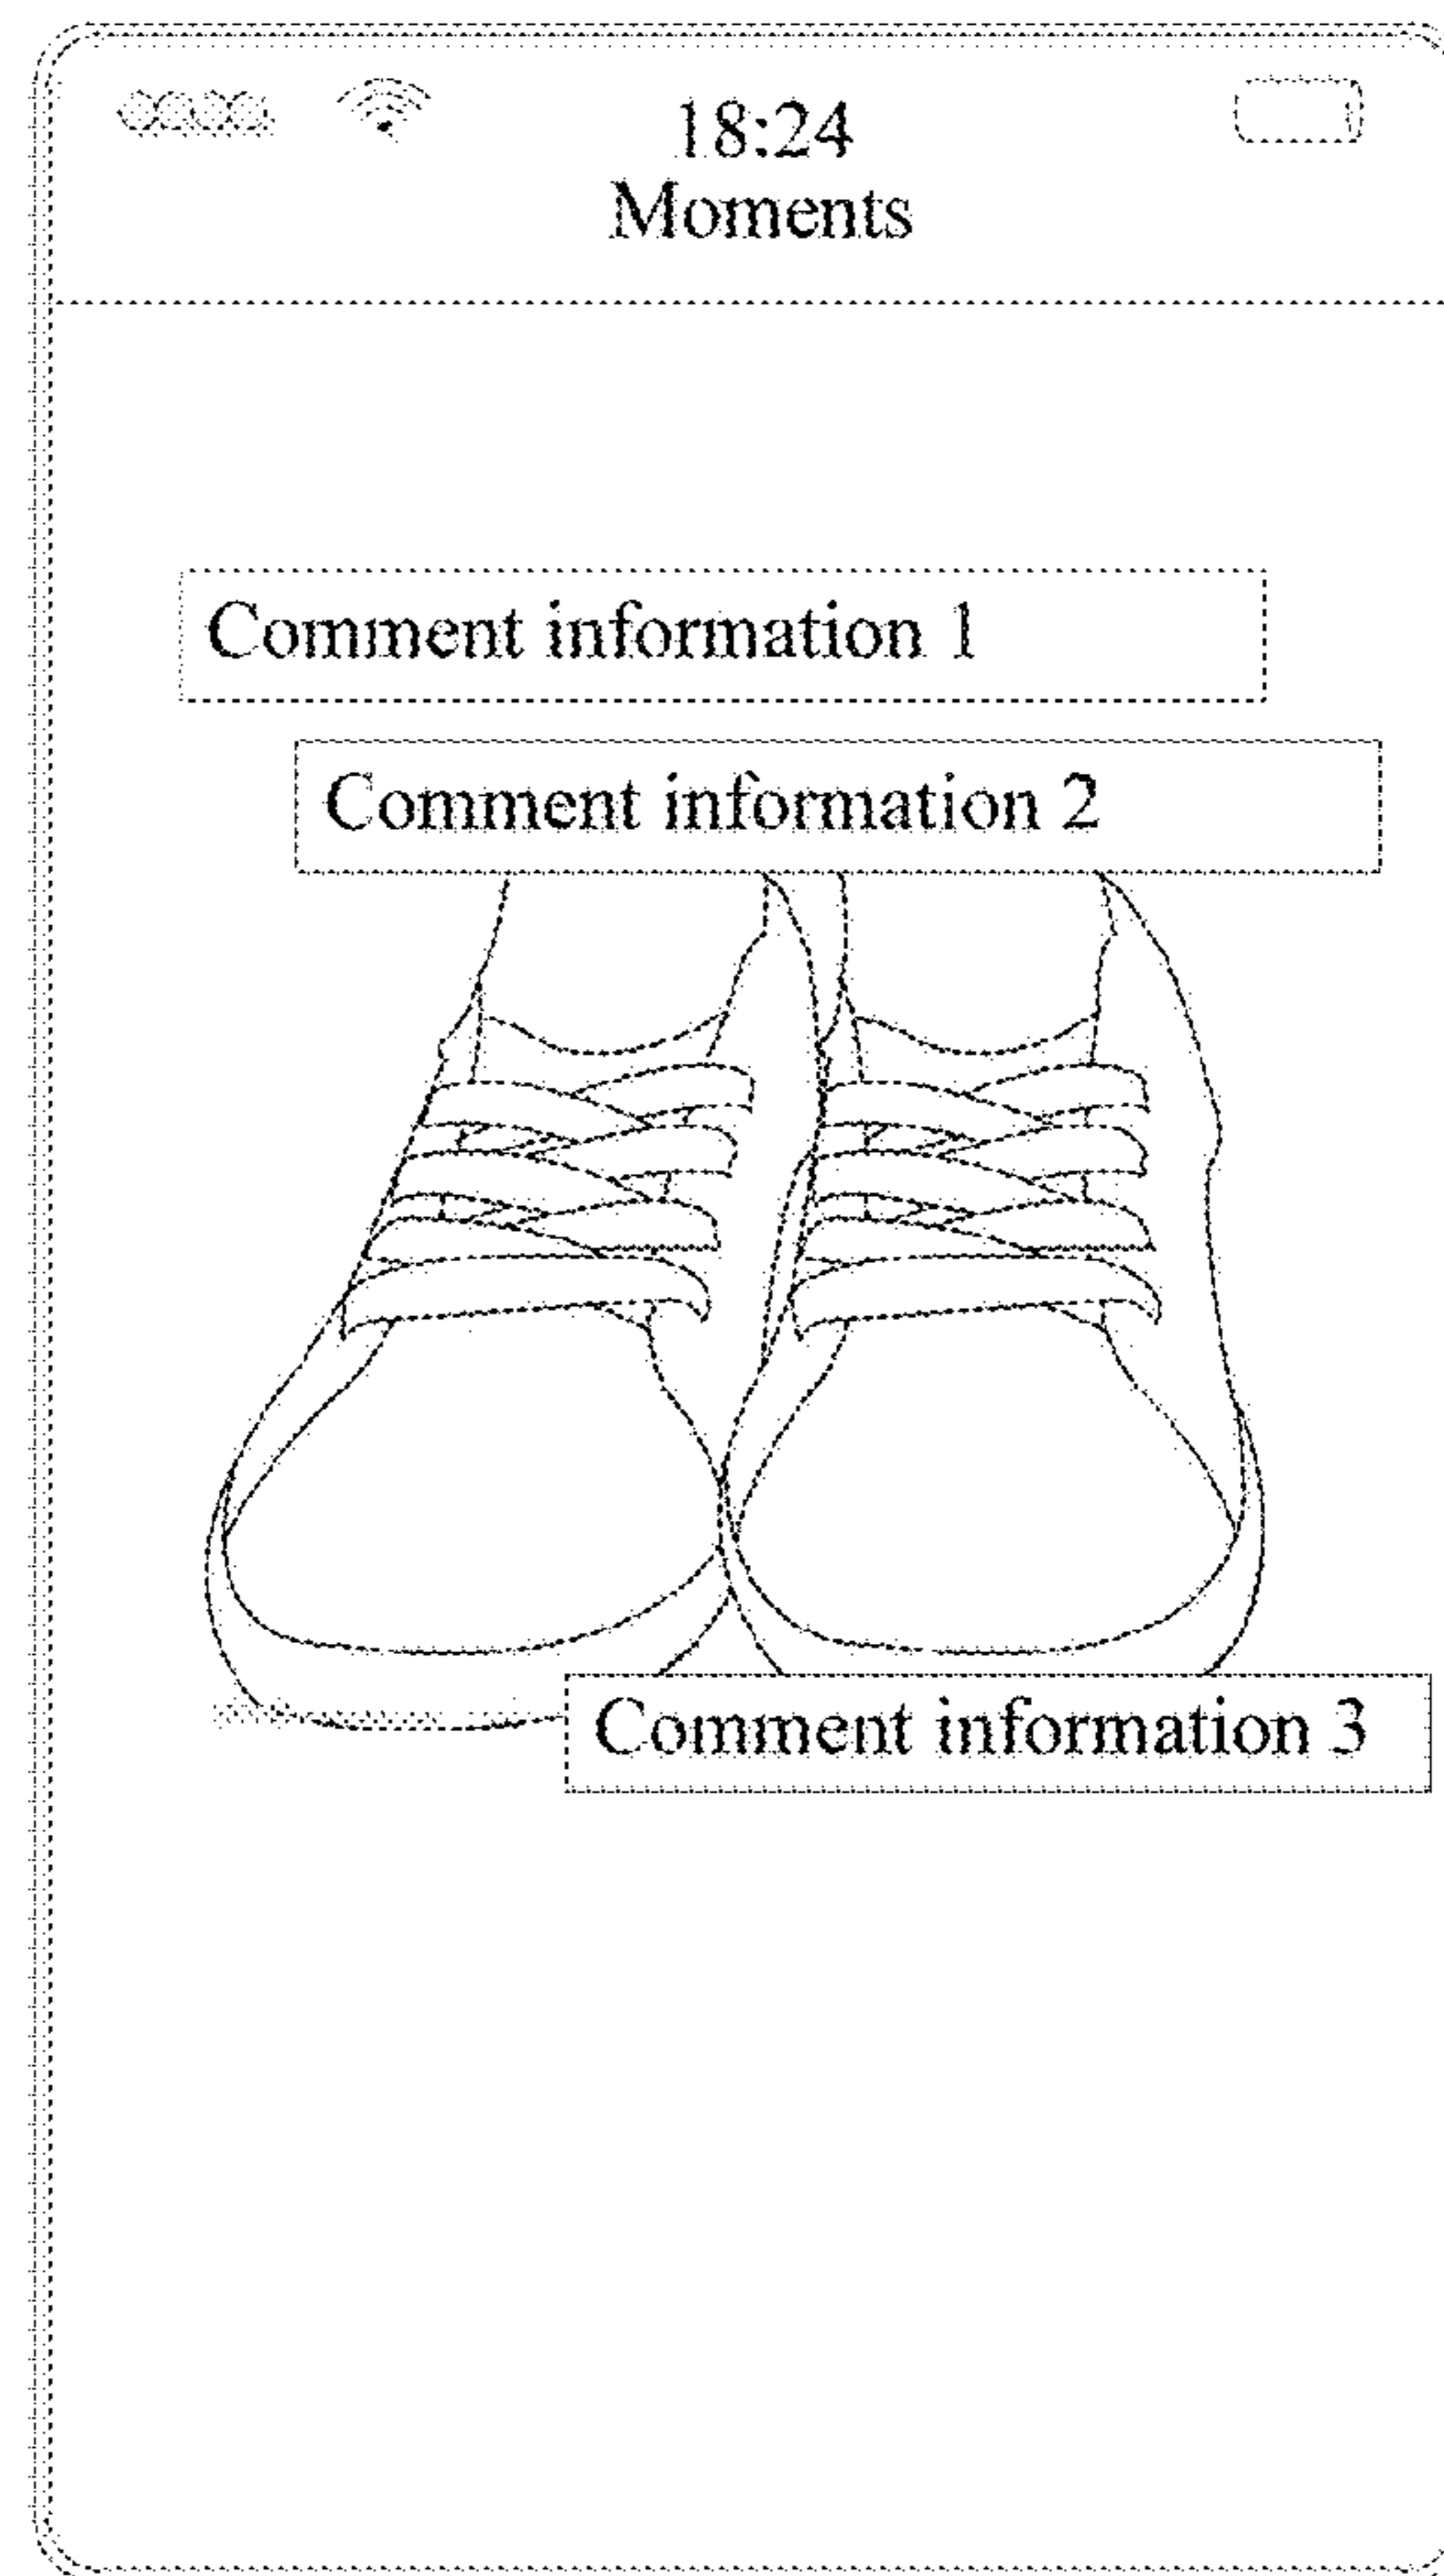 18:24
Moments
Comment information 1
Comment information 2
Comment information 3